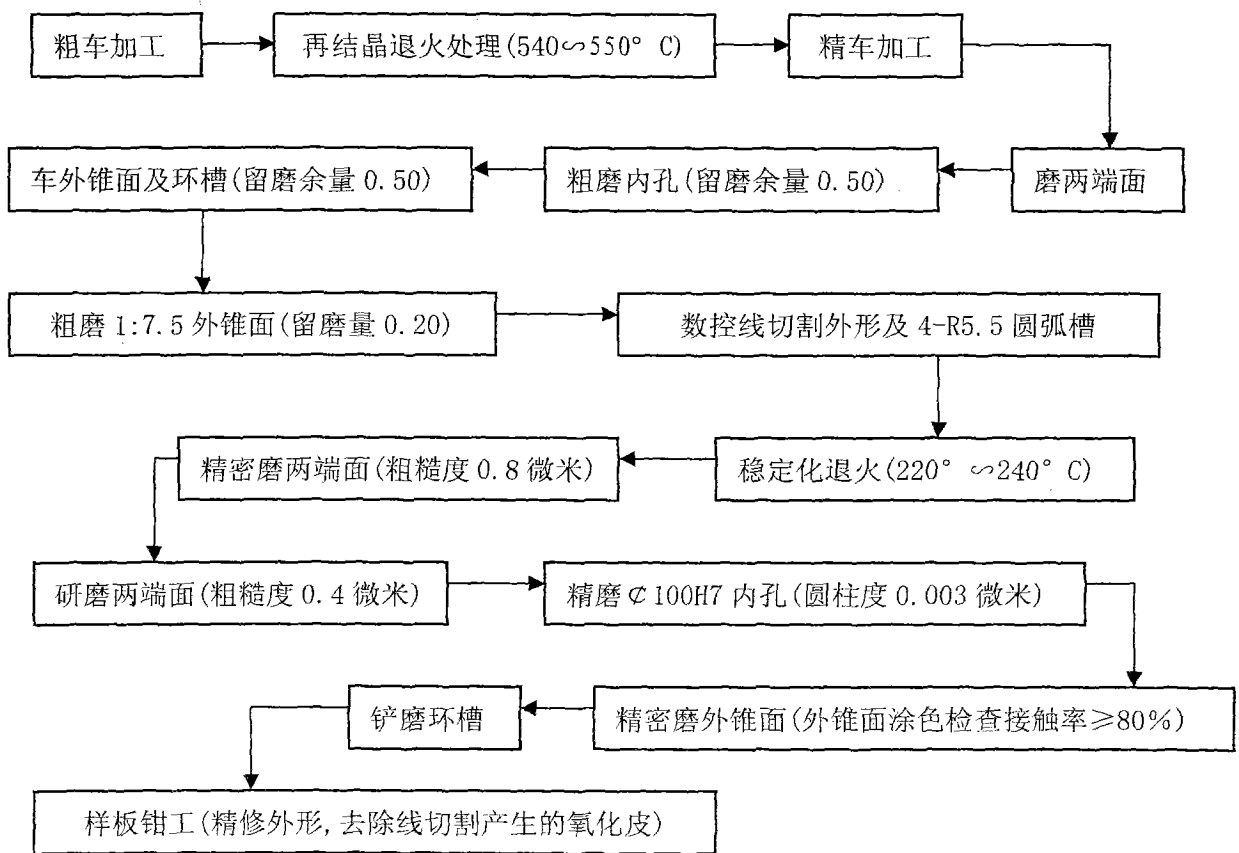 粗车加工
再结晶退火处理(540∽550° C)
精车加工
磨两端面
粗磨内孔(留磨余量 0.50)
车外锥面及环槽(留磨余量 0.50)
粗磨 1:7.5 外锥面(留磨量 0.20)
数控线切割外形及 4-R5.5 圆弧槽
稳定化退火(220° ∽240° C)
精密磨两端面(粗糙度 0.8 微米)
研磨两端面(粗糙度 0.4 微米)
精磨 ⊄ 100H7 内孔(圆柱度 0.003 微米)
精密磨外锥面(外锥面涂色检查接触率≥80%)
铲磨环槽
样板钳工(精修外形,去除线切割产生的氧化皮)